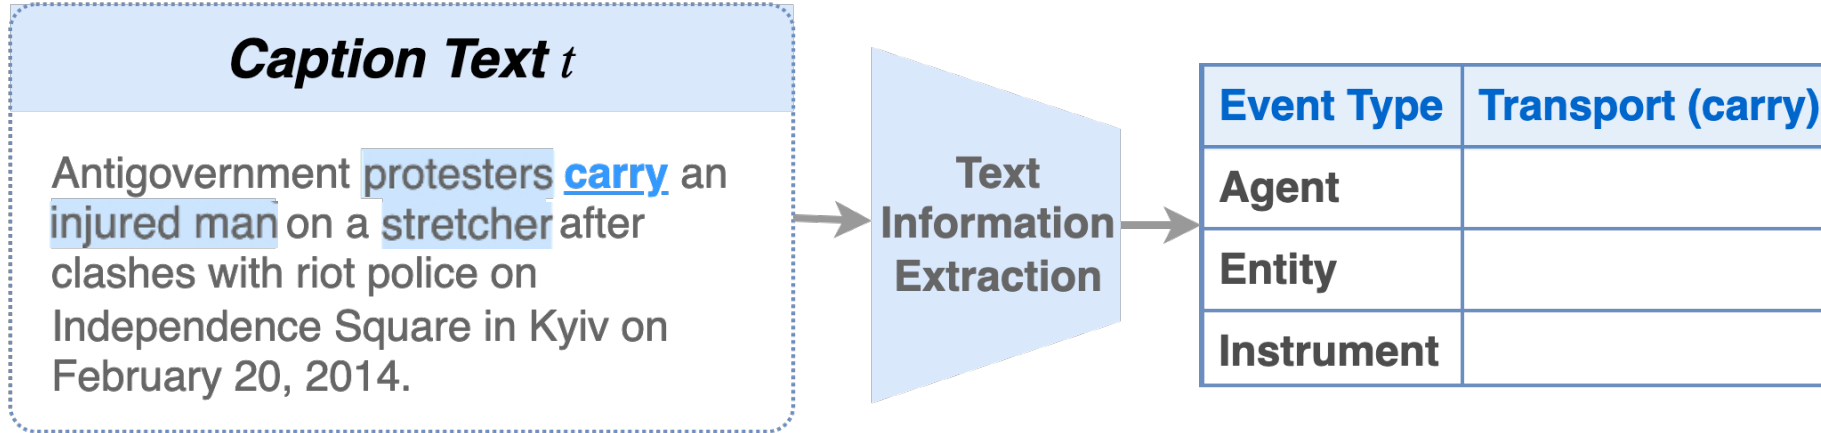 Caption Text t
Antigovernment protesters carry an
injured man on a stretcher after
clashes with riot police on
Independence Square in Kyiv on
February 20, 2014.
Text
Information
Extraction
Event Type Transport (carry)
Agent
Entity
Instrument